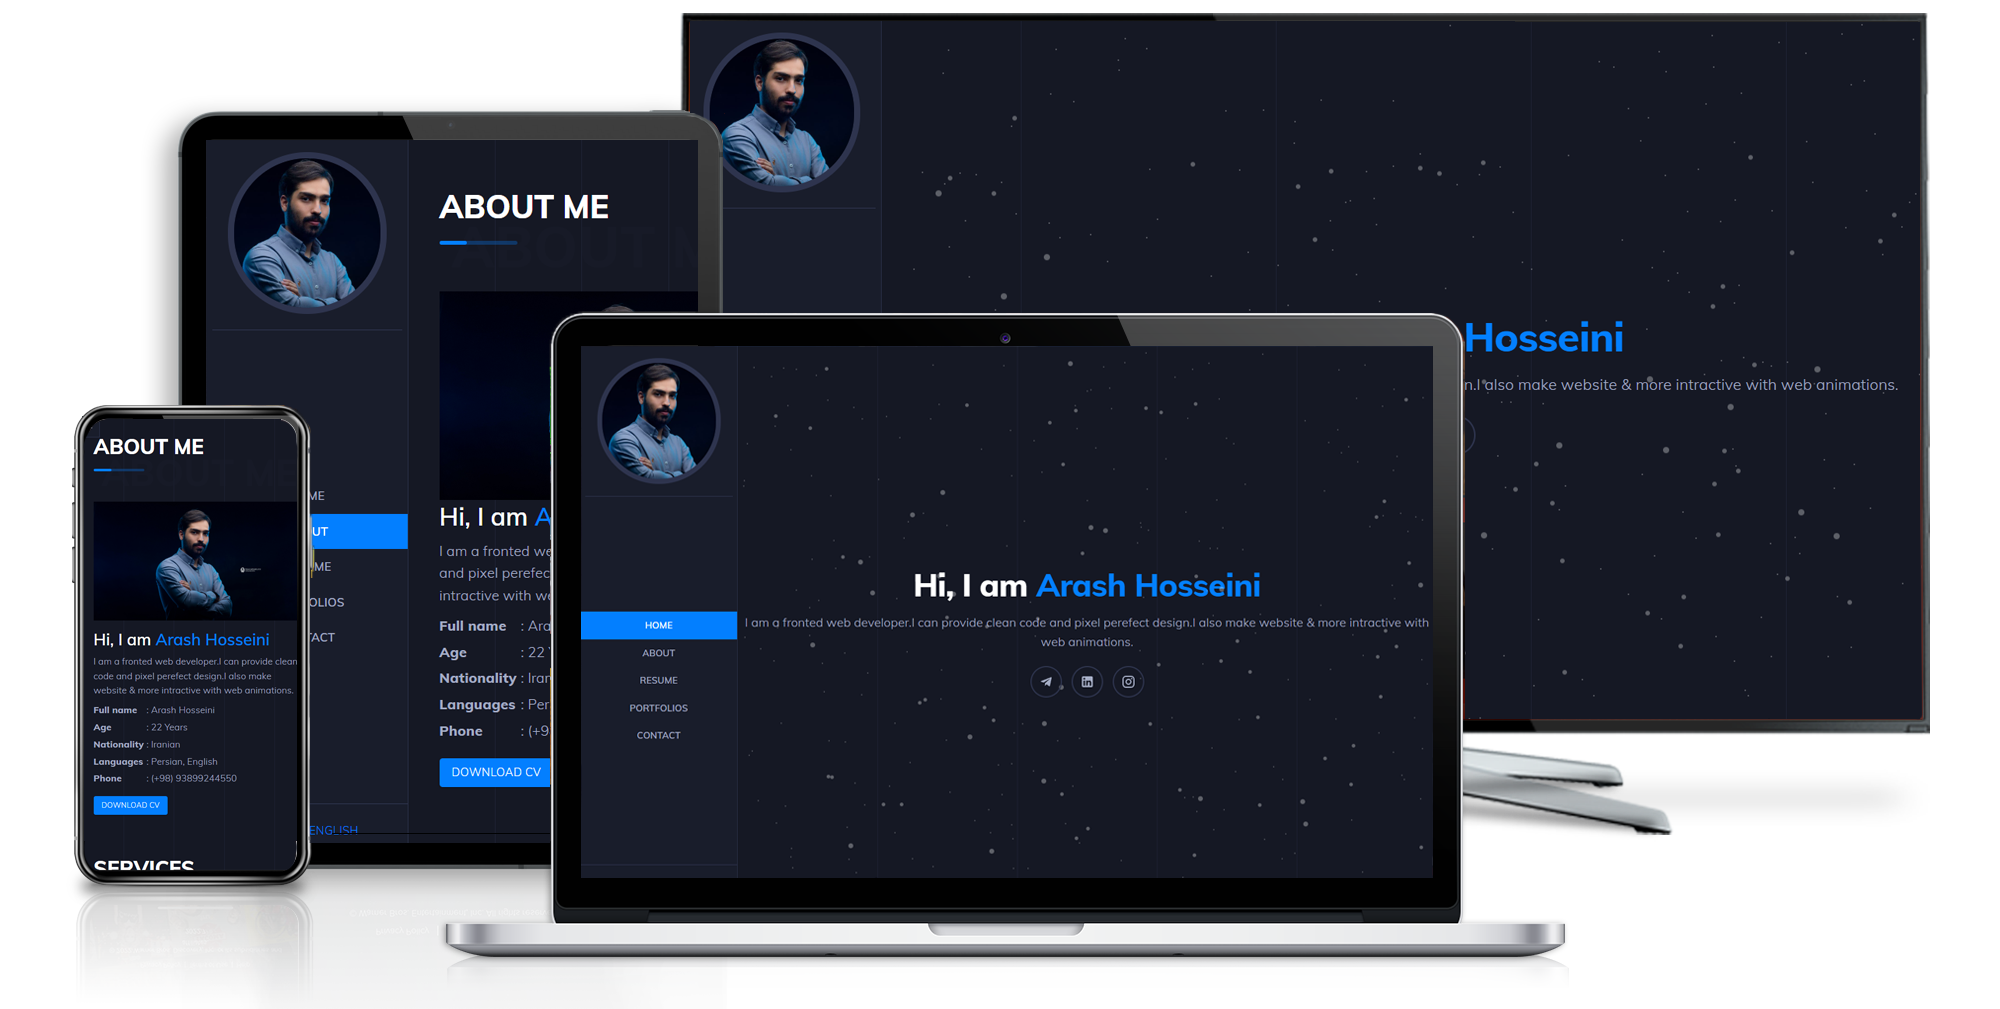 ABOUT ME
ABOUT ME
Hi, I am Arash Hosseini
I am a fronted web developer.I can provide clean
code and pixel perefect design.I also make
website & more intractive with web animations.
Full name : Arash Hosseini
Age : 22 Years
Nationality : Iranian
Languages : Persian, English
Phone : (+98) 93899244550
DOWNLOAD CV
SERVICES
ABOUT ME
ABOUT M
ME
UT
ME
OLIOS
TACT
ENGLISH
Hi, I am A
I am a fronted we
and pixel perefec
intractive with we
Full name : Ara
Age : 22
Nationality : Iran
Languages : Per
Phone : (+9
DOWNLOAD CV
HOME
ABOUT
RESUME
PORTFOLIOS
CONTACT
Hi, I am Arash Hosseini
I am a fronted web developer.I can provide clean code and pixel perefect design.I also make website & more intractive with
web animations.
Hosseini
n.I also make website & more intractive with web animations.